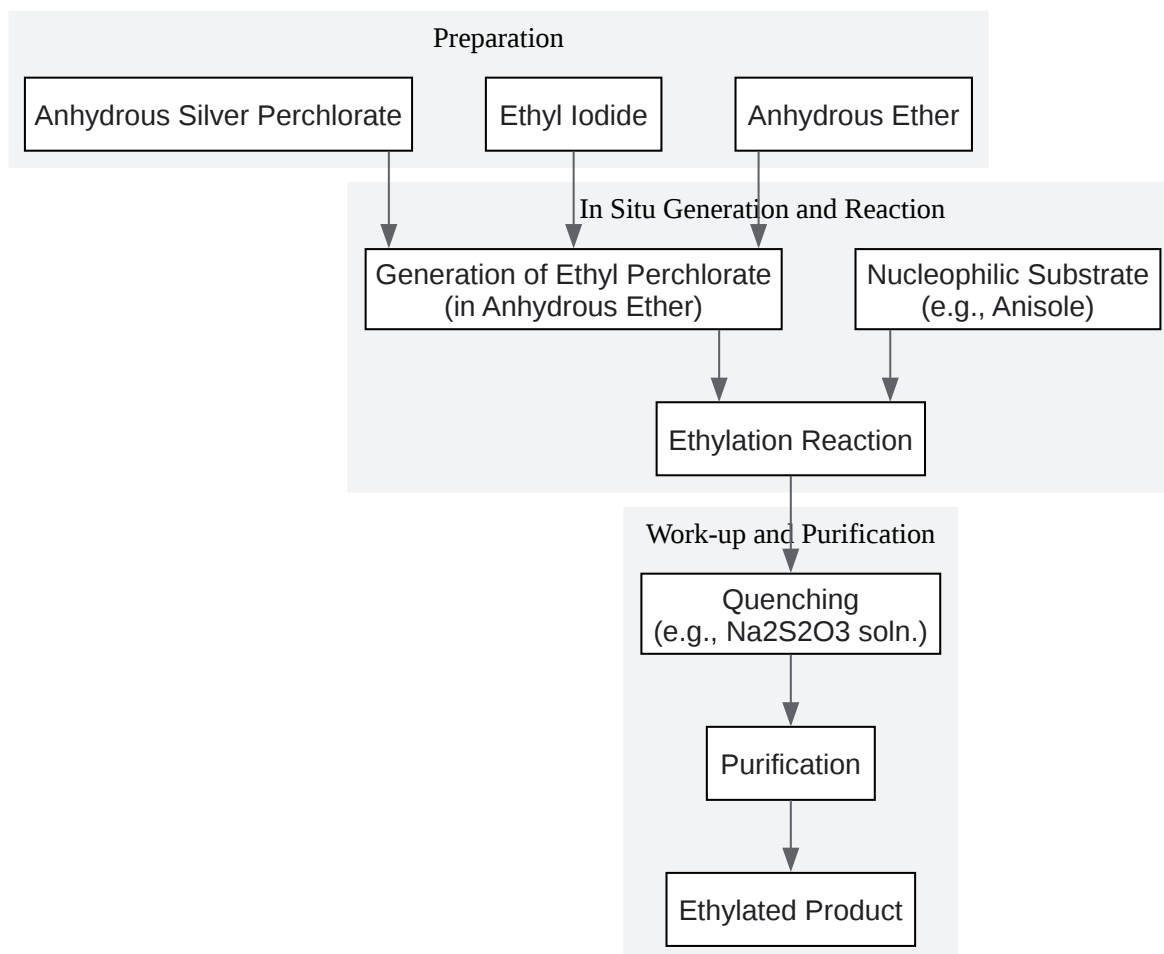 Preparation
Anhydrous Silver Perchlorate
Ethyl Iodide
Anhydrous Ether
In Situ Generation and Reaction
Generation of Ethyl Perchlorate
(in Anhydrous Ether)
Nucleophilic Substrate
(e.g., Anisole)
Ethylation Reaction
Work-up and Purification
Quenching
(e.g., Na2S2O3 soln.)
Purification
Ethylated Product